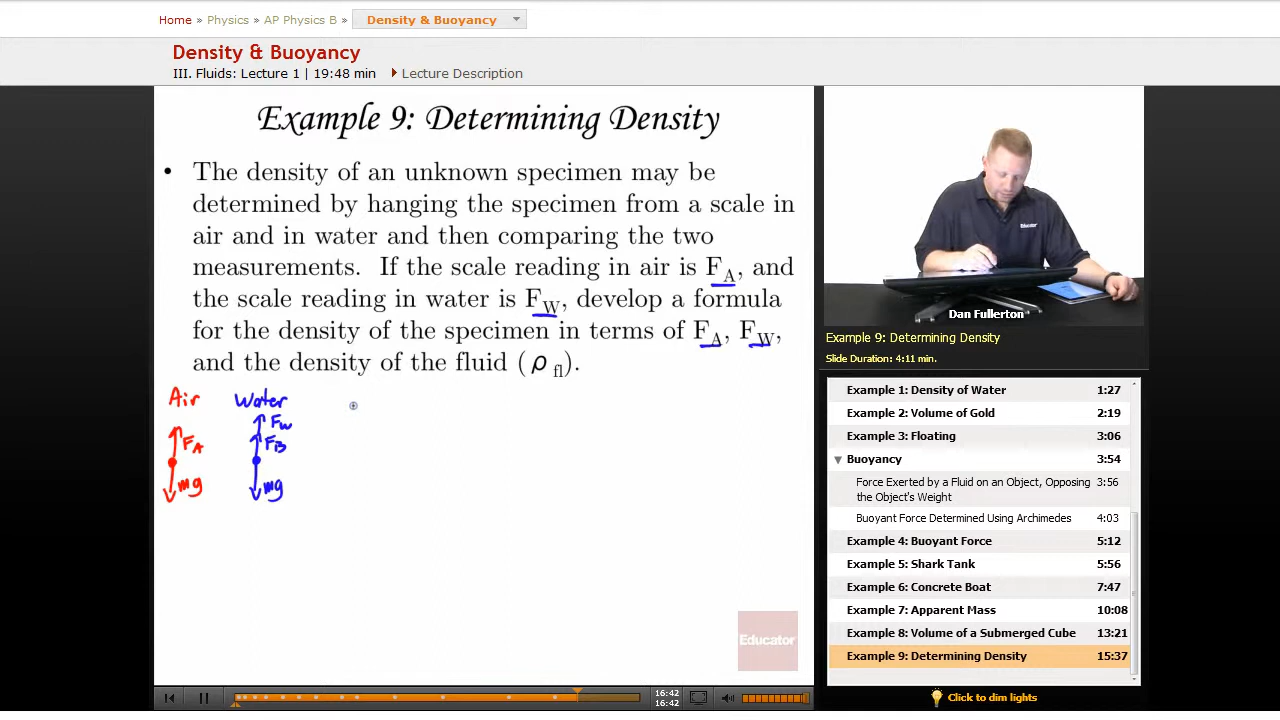 Home » Physics » AP Physics B » Density & Buoyancy
Density & Buoyancy
III. Fluids: Lecture 1 | 19:48 min Lecture Description
Example 9: Determining Density
• The density of an unknown specimen may be
determined by hanging the specimen from a scale in
air and in water and then comparing the two
measurements. If the scale reading in air is F_A, and
the scale reading in water is F_W, develop a formula
for the density of the specimen in terms of F_A, F_W,
and the density of the fluid (ρ_fl).
Air Water
F_W
F_A F_B
mg mg
Educator
16:42
16:42
Educator
Dan Fullerton
Example 9: Determining Density
Slide Duration: 4:11 min.
Example 1: Density of Water 1:27
Example 2: Volume of Gold 2:19
Example 3: Floating 3:06
Buoyancy 3:54
Force Exerted by a Fluid on an Object, Opposing 3:56
the Object's Weight
Buoyant Force Determined Using Archimedes 4:03
Example 4: Buoyant Force 5:12
Example 5: Shark Tank 5:56
Example 6: Concrete Boat 7:47
Example 7: Apparent Mass 10:08
Example 8: Volume of a Submerged Cube 13:21
Example 9: Determining Density 15:37
Click to dim lights